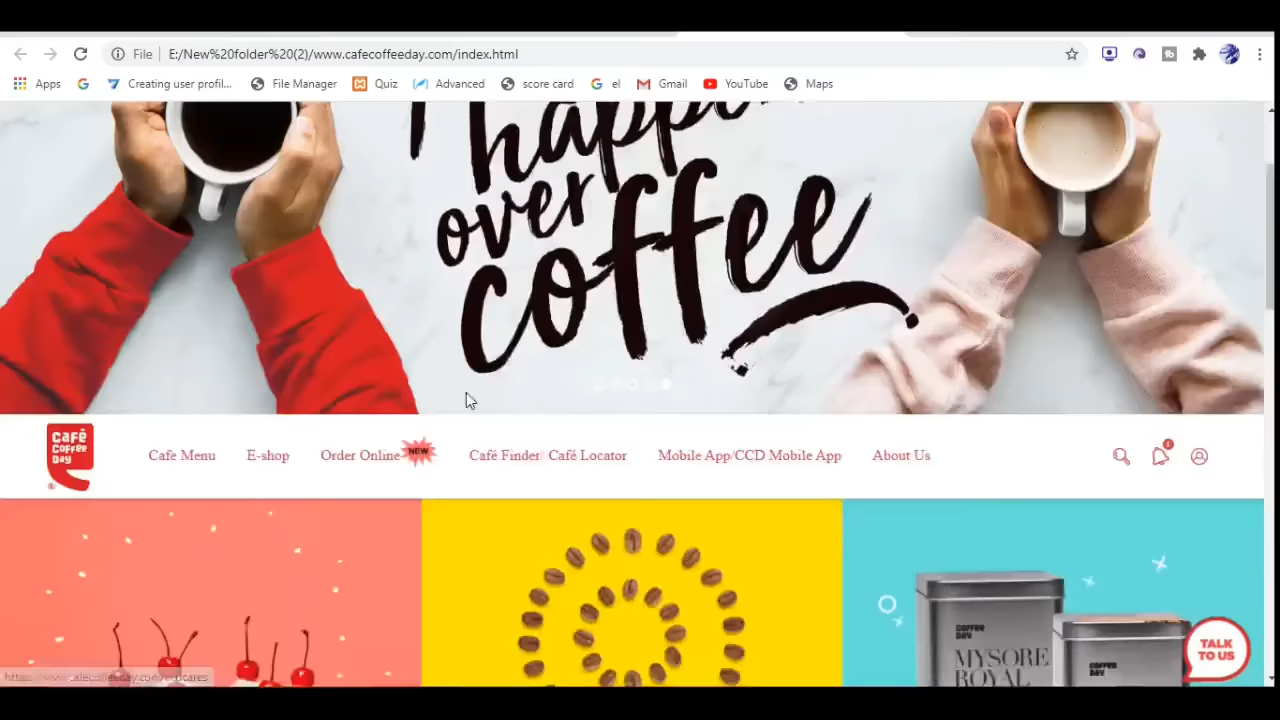 File
E:/New%20folder%20(2)/www.cafecoffeeday.com/index.html
Apps
Creating user profil...
File Manager
Quiz
Advanced
score card
el
Gmail
YouTube
Maps
over
coffee
Café
Coffee
Day
Cafe Menu
E-shop
Order Online
NEW
Café Finder/ Café Locator
Mobile App/CCD Mobile App
About Us
COFFEE
DAY
MYSORE
ROYAL
COFFEE
DAY
TALK
TO US